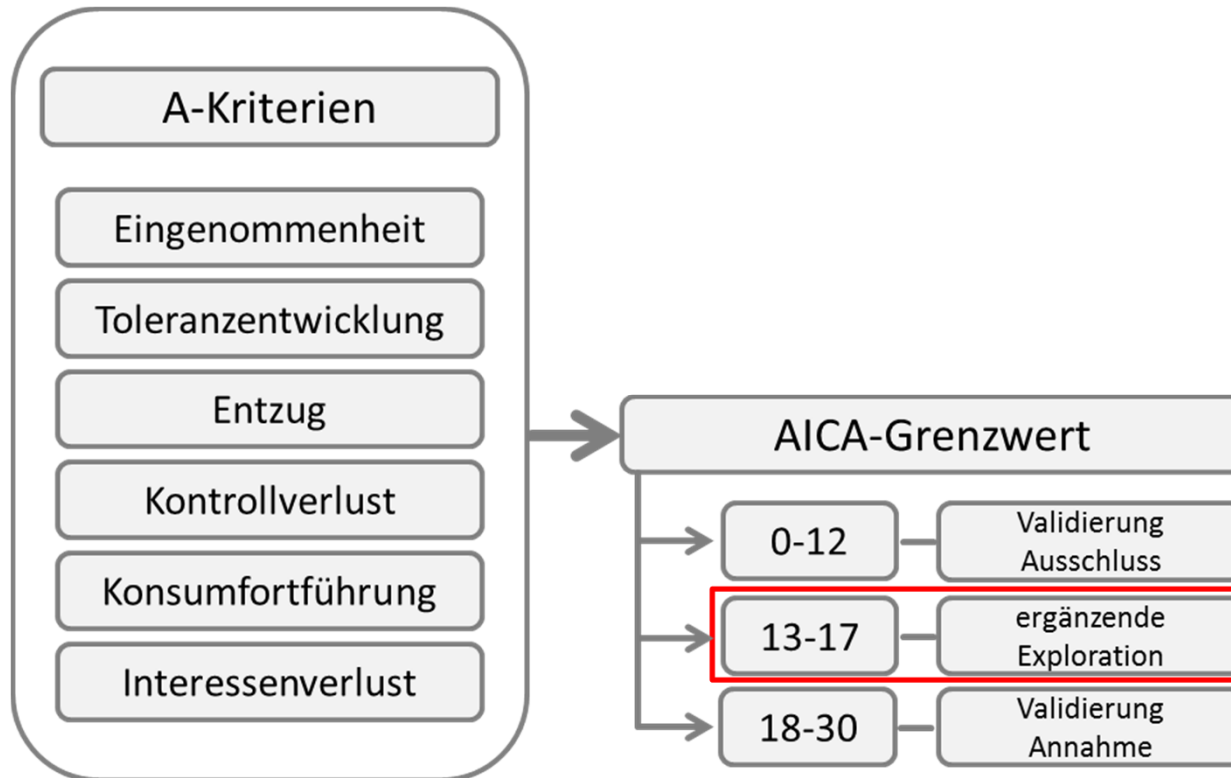 A-Kriterien
Eingenommenheit
Toleranzentwicklung
Entzug
Kontrollverlust
Konsumfortführung
Interessenverlust
AICA-Grenzwert
0-12
Validierung
Ausschluss
13-17
ergänzende
Exploration
18-30
Validierung
Annahme